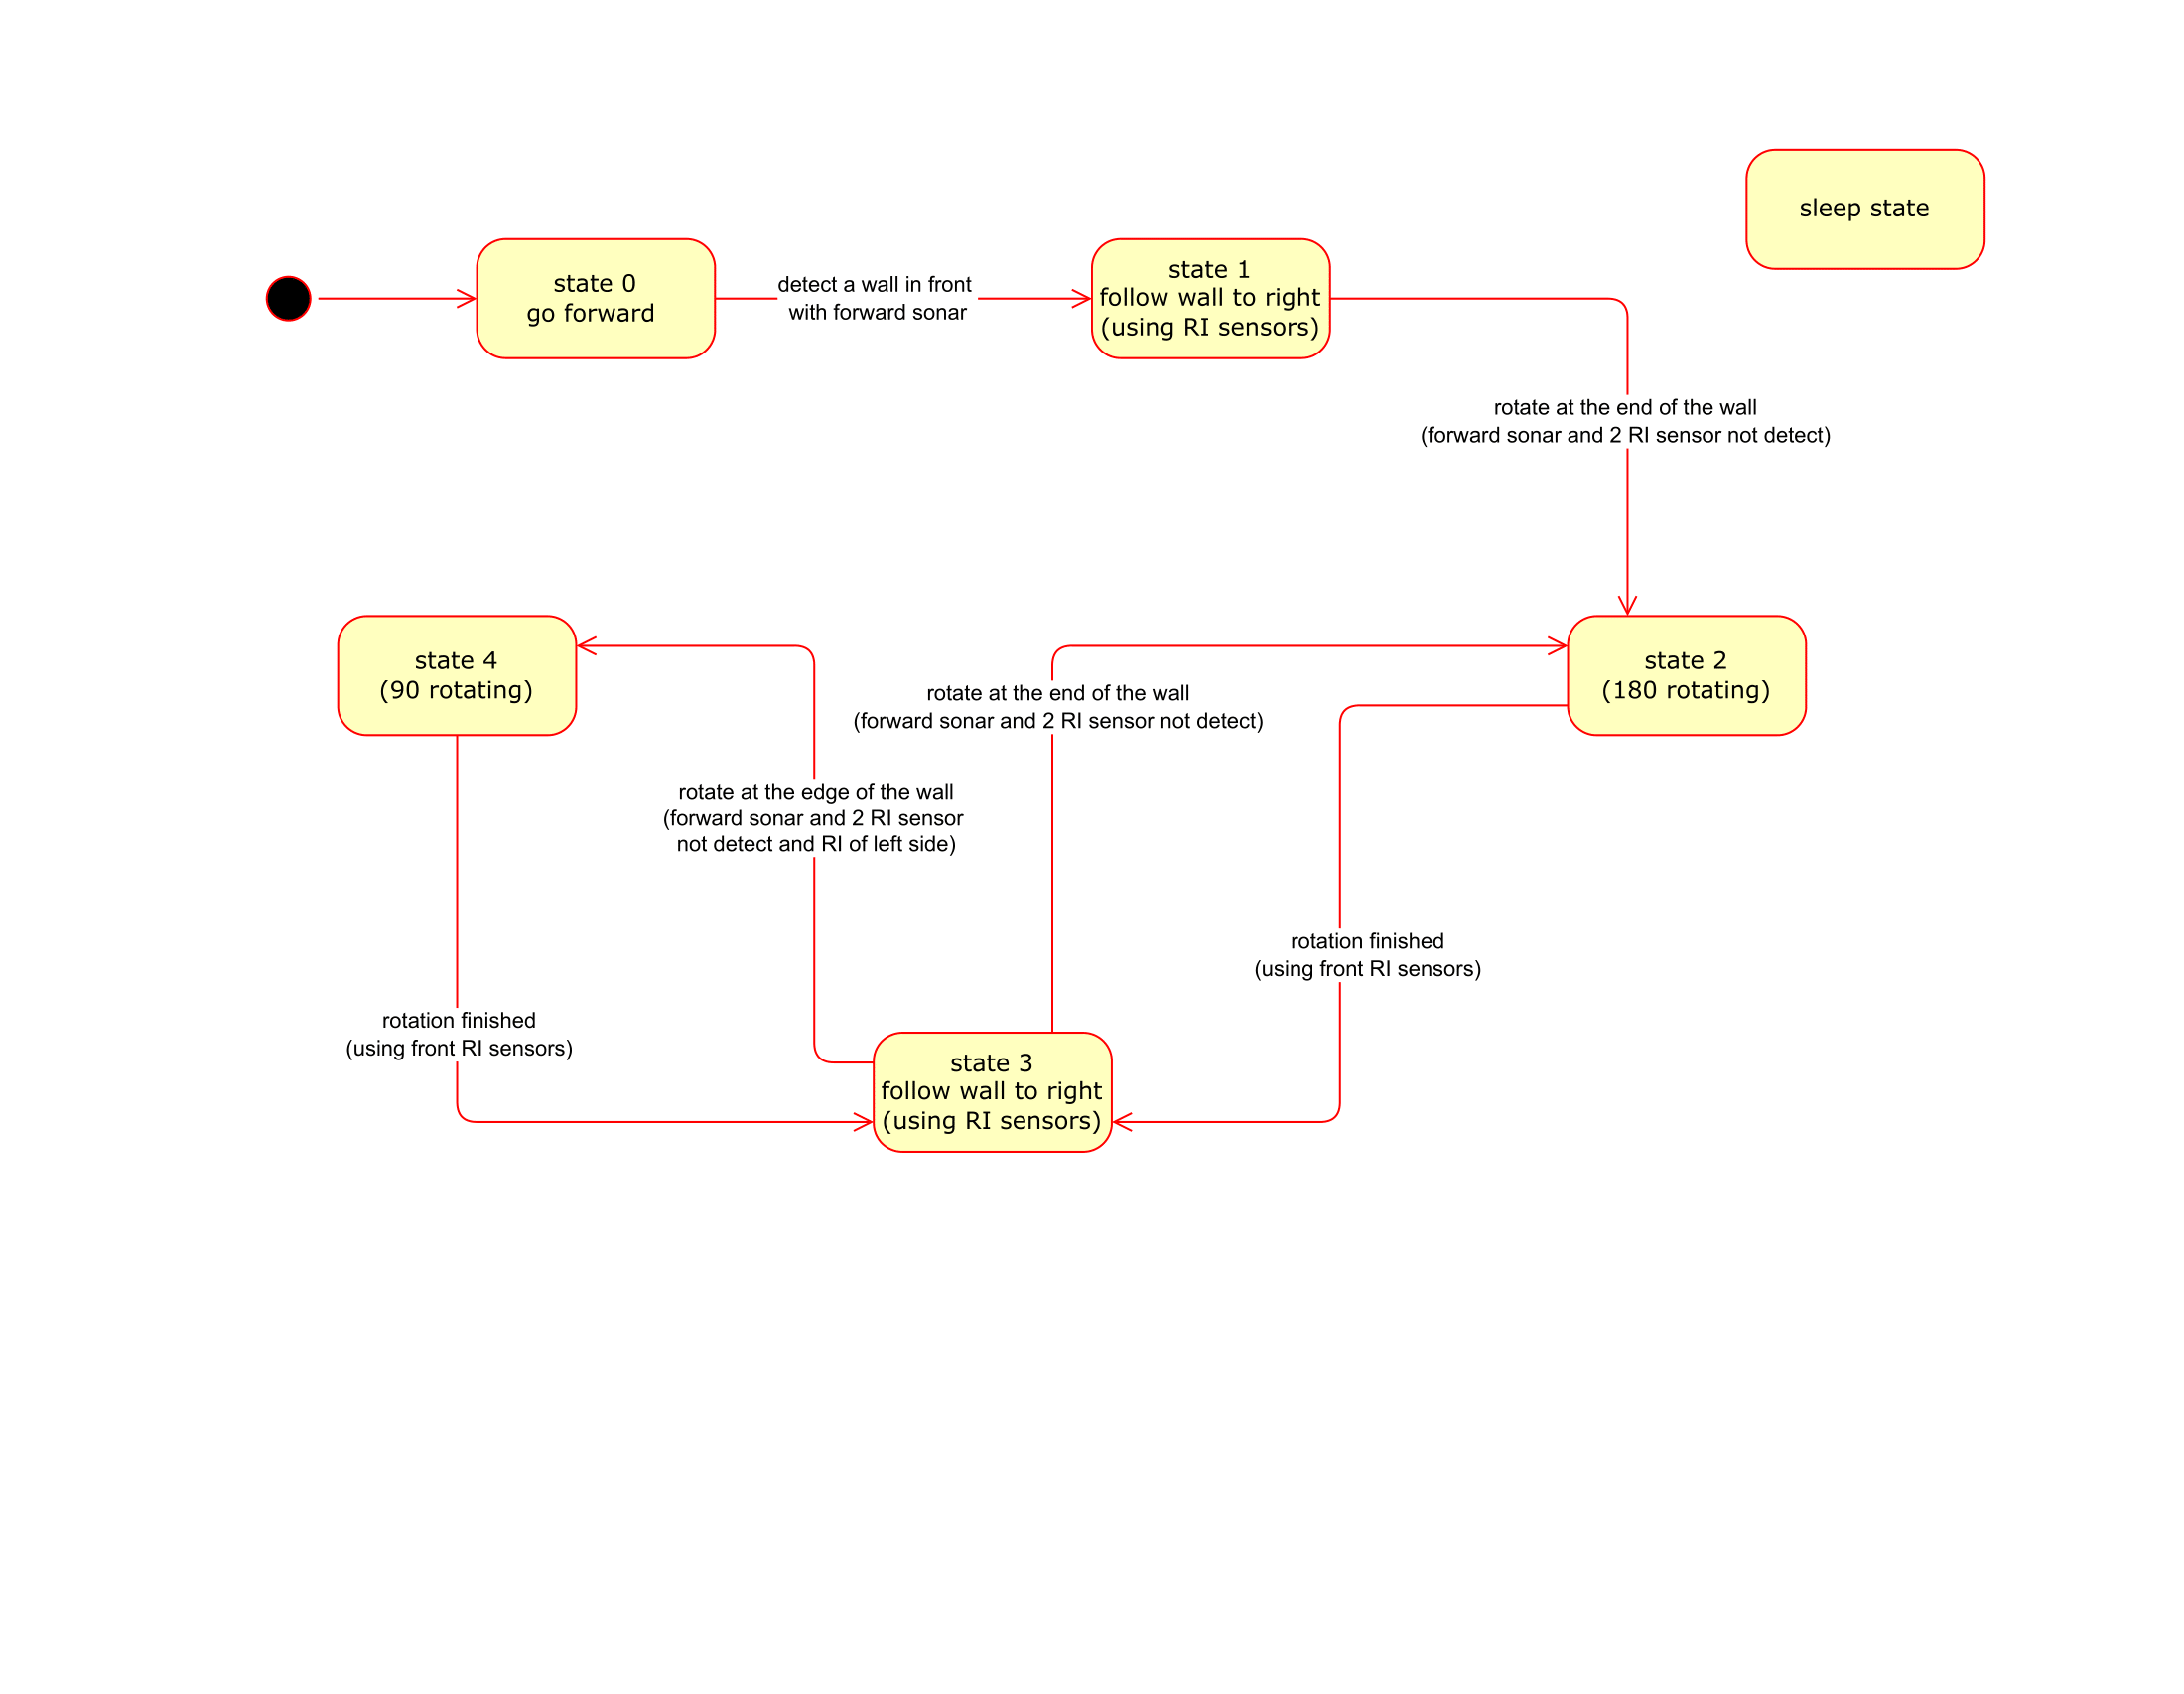 sleep state
state 0
go forward
detect a wall in front
with forward sonar
state 1
follow wall to right
(using RI sensors)
rotate at the end of the wall
(forward sonar and 2 RI sensor not detect)
state 4
(90 rotating)
rotate at the end of the wall
(forward sonar and 2 RI sensor not detect)
state 2
(180 rotating)
rotate at the edge of the wall
(forward sonar and 2 RI sensor
not detect and RI of left side)
rotation finished
(using front RI sensors)
rotation finished
(using front RI sensors)
state 3
follow wall to right
(using RI sensors)